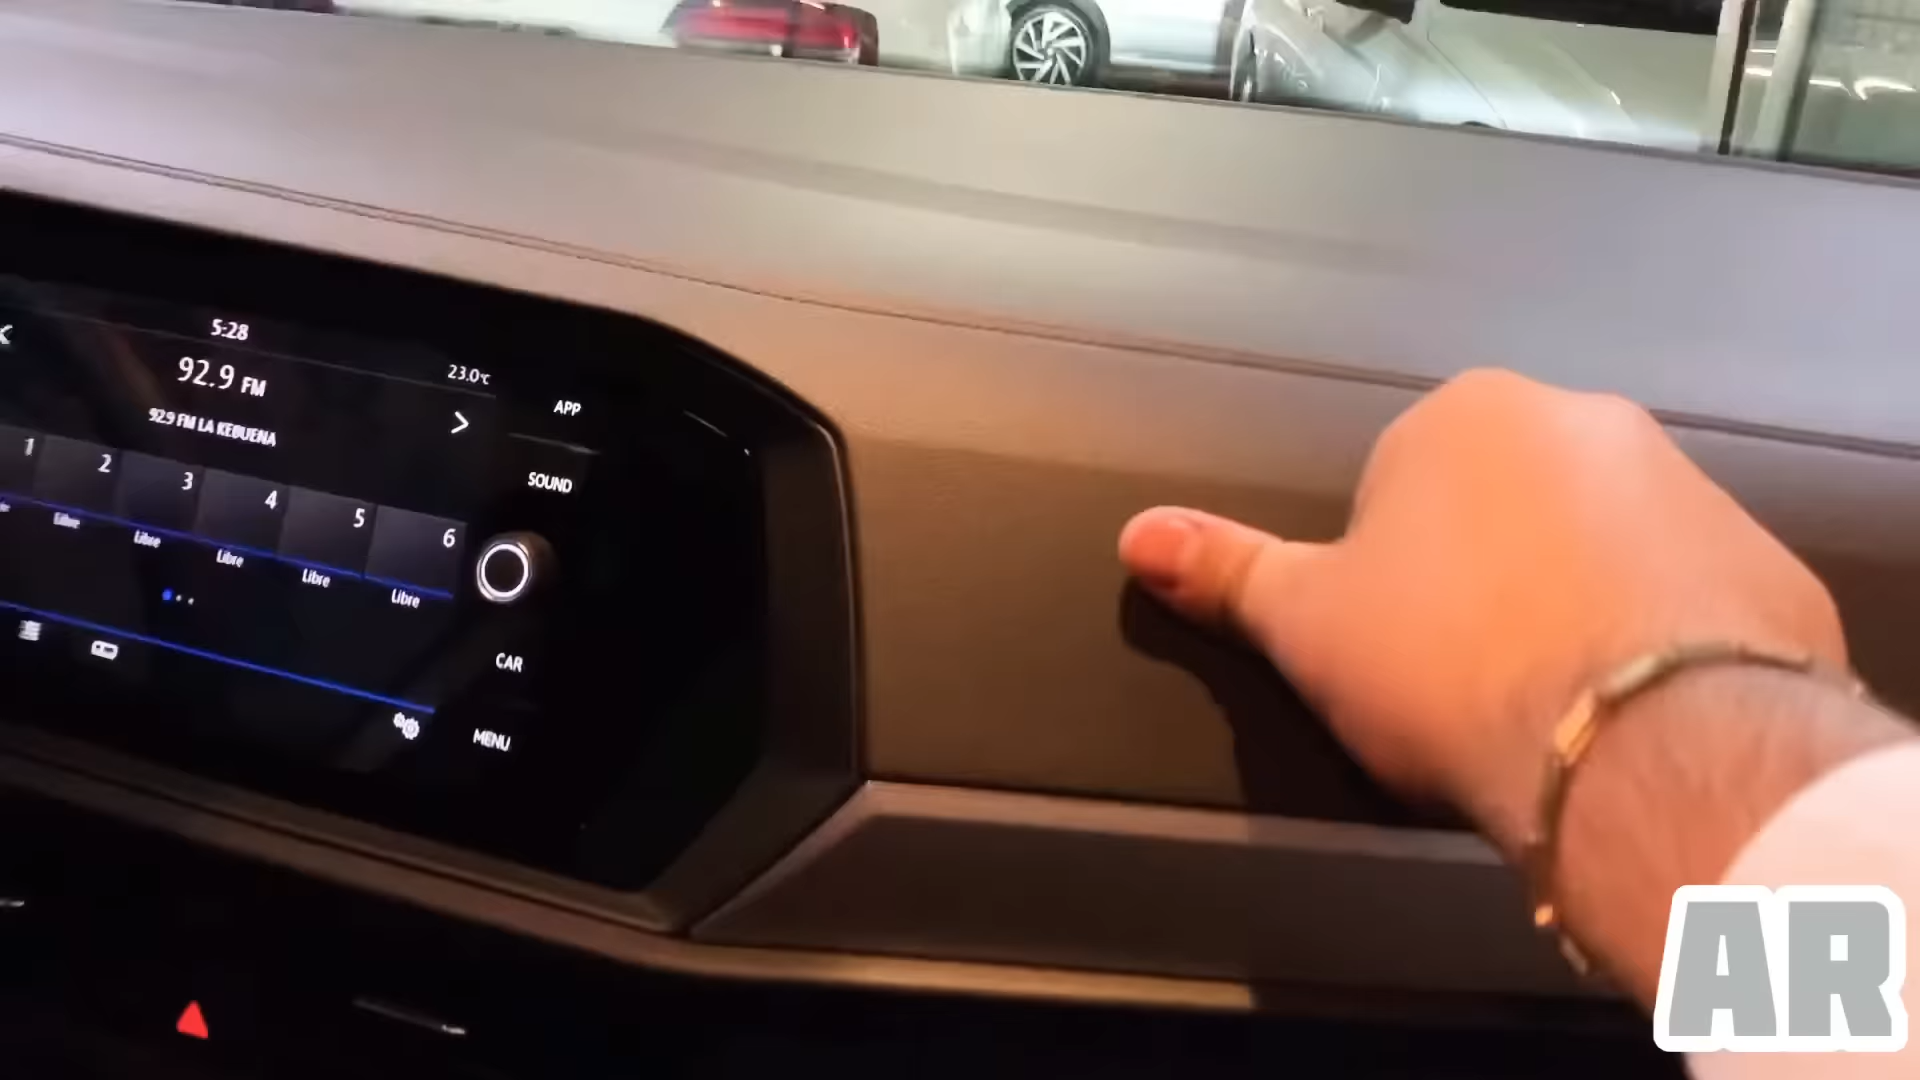 5:28
23.0°C
92.9 FM
92.9 FM LA KEBUENA
APP
SOUND
1 2 3 4 5 6
Libre Libre Libre Libre Libre
CAR
MENU
AR